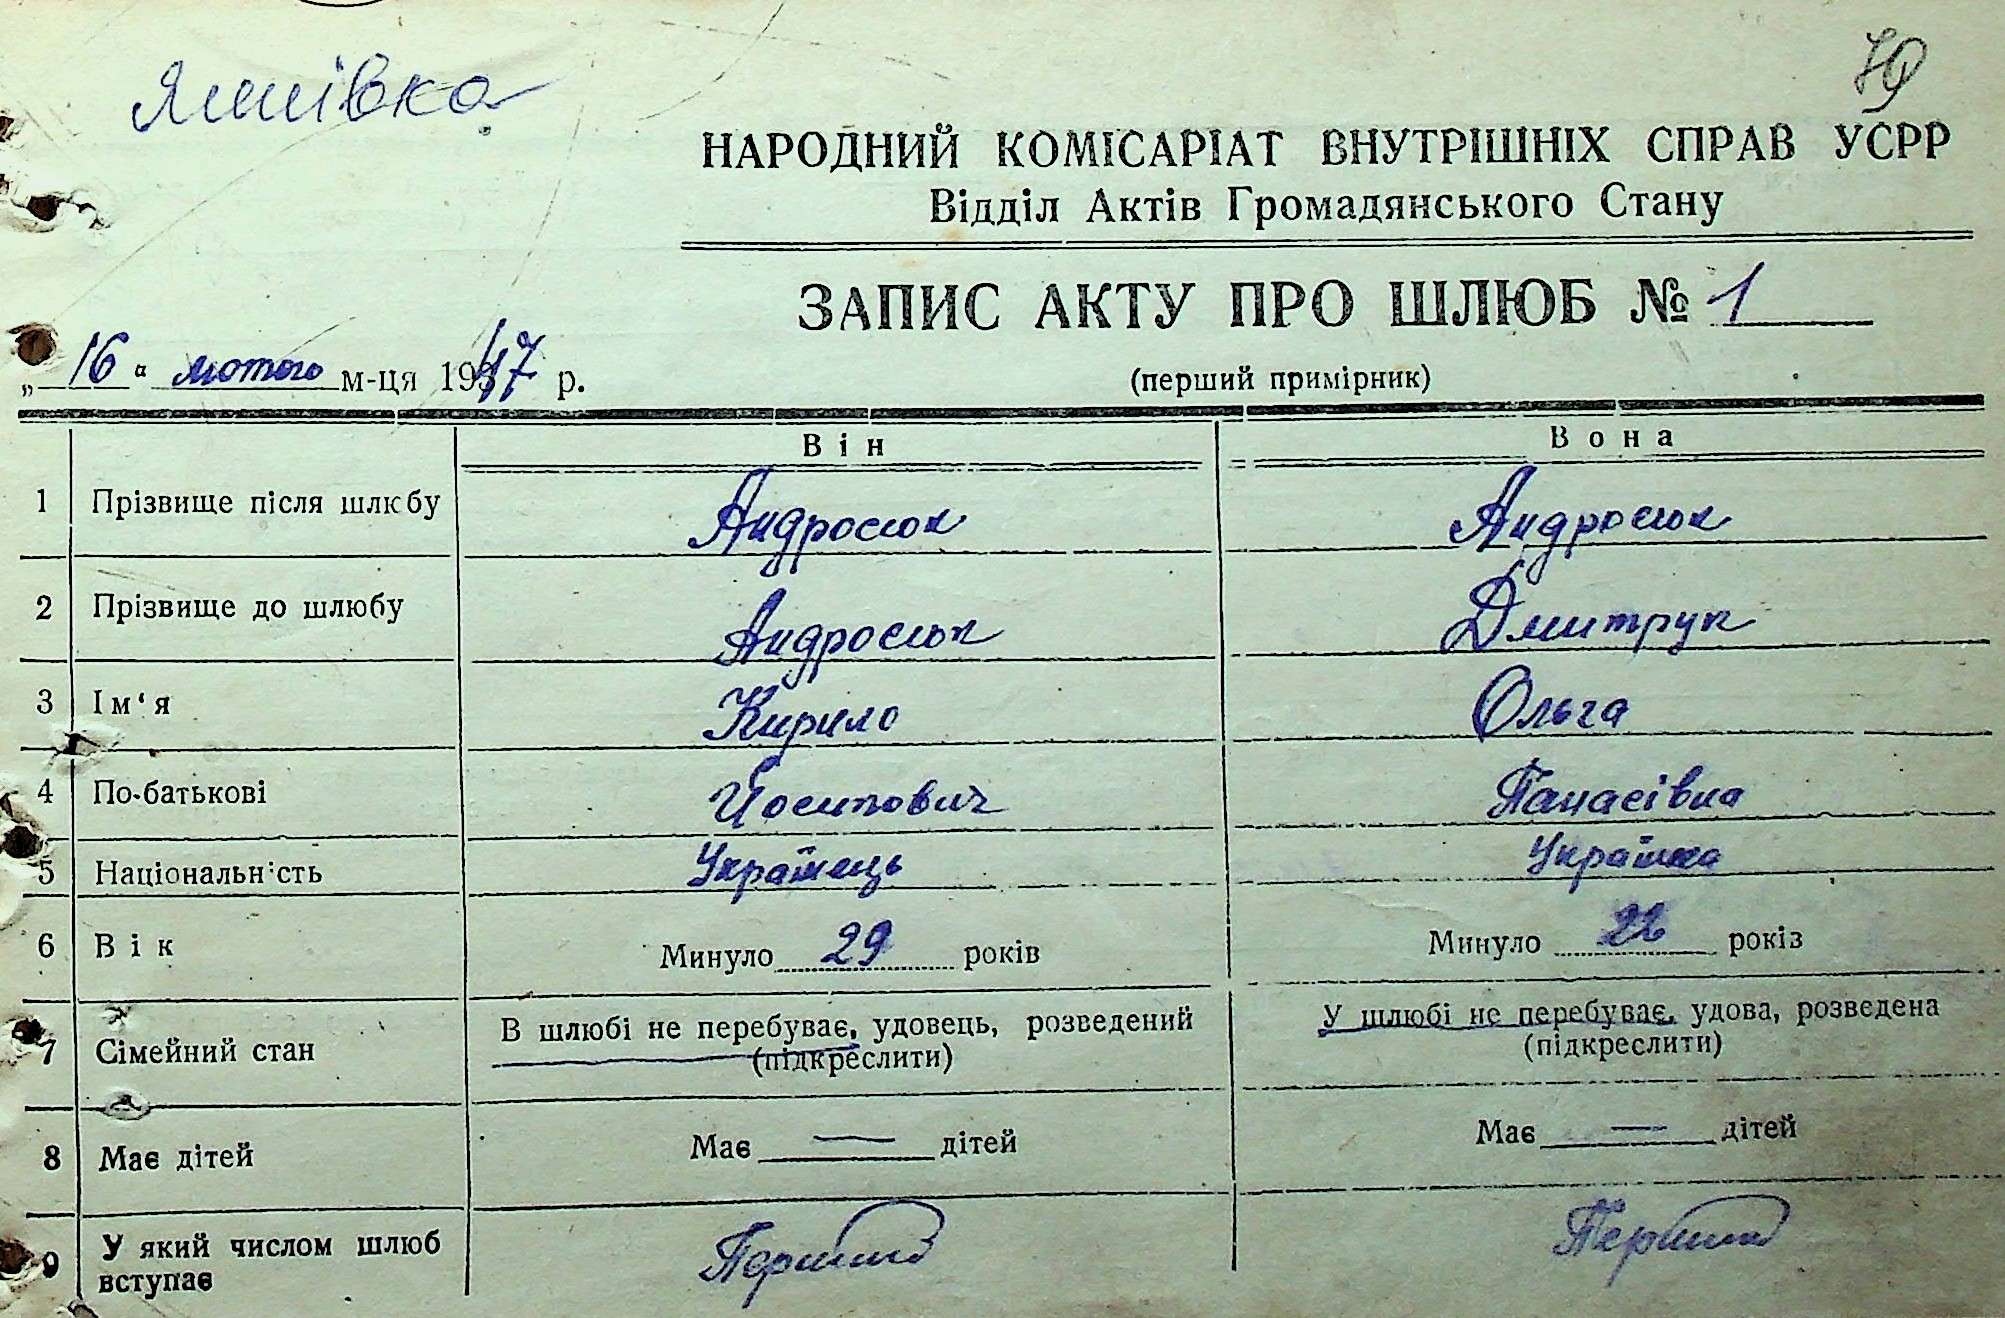 79
НАРОДНИЙ КОМІСАРІАТ ВНУТРІШНІХ СПРАВ УСРР
Відділ Актів Громадянського Стану
ЗАПИС АКТУ ПРО ШЛЮБ № 1
„16“ лютого м-ця 1947 р.
(перший примірник)
Він Вона
1 Прізвище після шлюбу Андросюк Андросюк
2 Прізвище до шлюбу Андросюк Дмитрук
3 Ім‘я Кирило Ольга
4 По-батькові Йосипович Панасівна
5 Національність Українець Українка
6 Вік Минуло 29 років Минуло 22 років
7 Сімейний стан В шлюбі не перебуває, удовець, розведений У шлюбі не перебуває, удова, розведена
(підкреслити) (підкреслити)
8 Має дітей Має — дітей Має — дітей
9 У який числом шлюб вступає Перший Перший